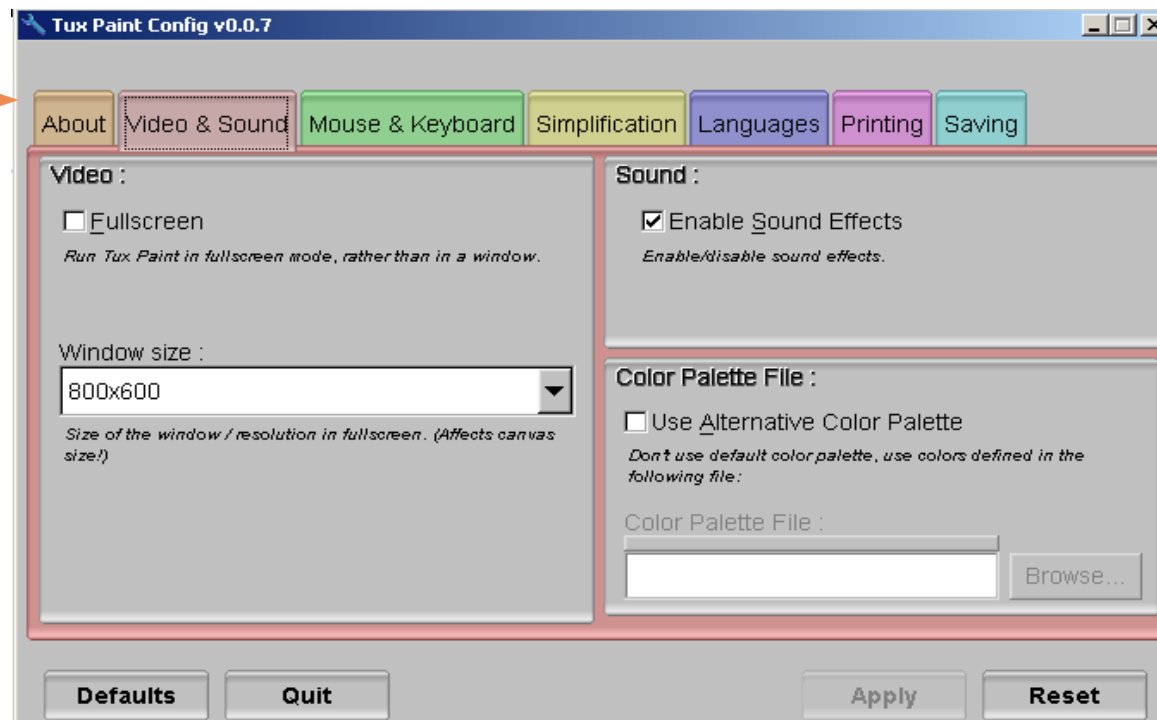 Tux Paint Config v0.0.7
About Video & Sound Mouse & Keyboard Simplification Languages Printing Saving
Video :
Fullscreen
Run Tux Paint in fullscreen mode, rather than in a window.
Window size :
800x600
Size of the window / resolution in fullscreen. (Affects canvas
size!)
Sound :
Enable Sound Effects
Enable/disable sound effects.
Color Palette File :
Use Alternative Color Palette
Don't use default color palette, use colors defined in the
following file:
Color Palette File :
Browse...
Defaults Quit Apply Reset